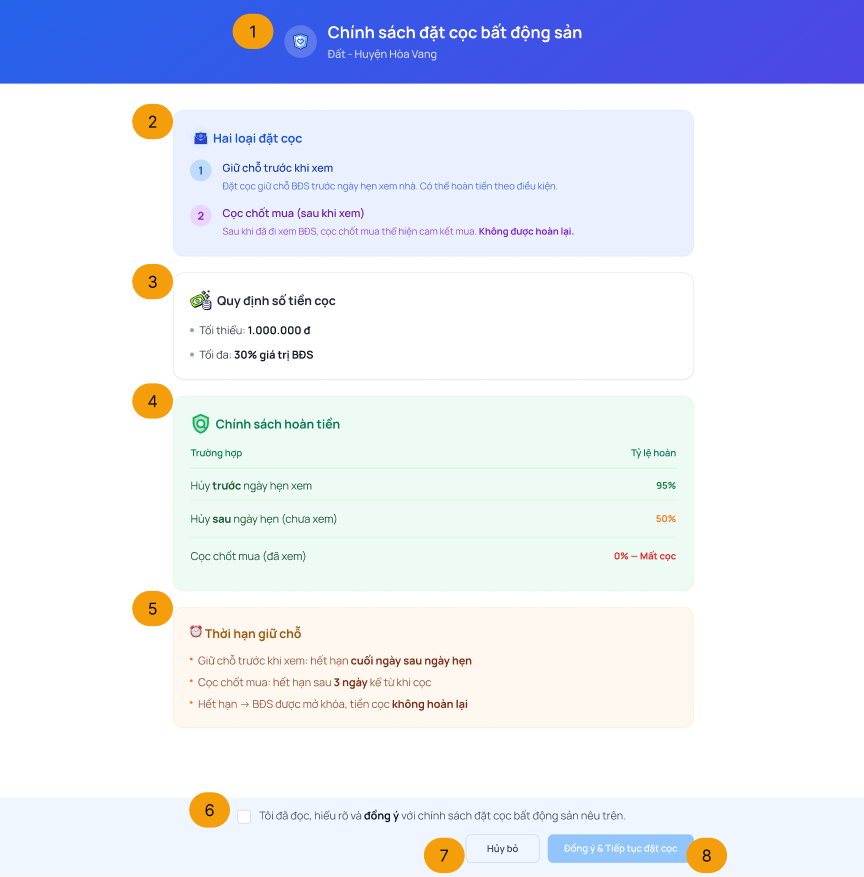 1
Chính sách đặt cọc bất động sản
Đất - Huyện Hòa Vang
2
Hai loại đặt cọc
1
Giữ chỗ trước khi xem
Đặt cọc giữ chỗ BĐS trước ngày hẹn xem nhà. Có thể hoàn tiền theo điều kiện.
2
Cọc chốt mua (sau khi xem)
Sau khi đã đi xem BĐS, cọc chốt mua thể hiện cam kết mua. Không được hoàn lại.
3
Quy định số tiền cọc
Tối thiểu: 1.000.000 đ
Tối đa: 30% giá trị BĐS
4
Chính sách hoàn tiền
Trường hợp Tỷ lệ hoàn
Hủy trước ngày hẹn xem 95%
Hủy sau ngày hẹn (chưa xem) 50%
Cọc chốt mua (đã xem) 0% — Mất cọc
5
Thời hạn giữ chỗ
Giữ chỗ trước khi xem: hết hạn cuối ngày sau ngày hẹn
Cọc chốt mua: hết hạn sau 3 ngày kể từ khi cọc
Hết hạn → BĐS được mở khóa, tiền cọc không hoàn lại
6
Tôi đã đọc, hiểu rõ và đồng ý với chính sách đặt cọc bất động sản nêu trên.
7
Hủy bỏ
Đồng ý & Tiếp tục đặt cọc
8